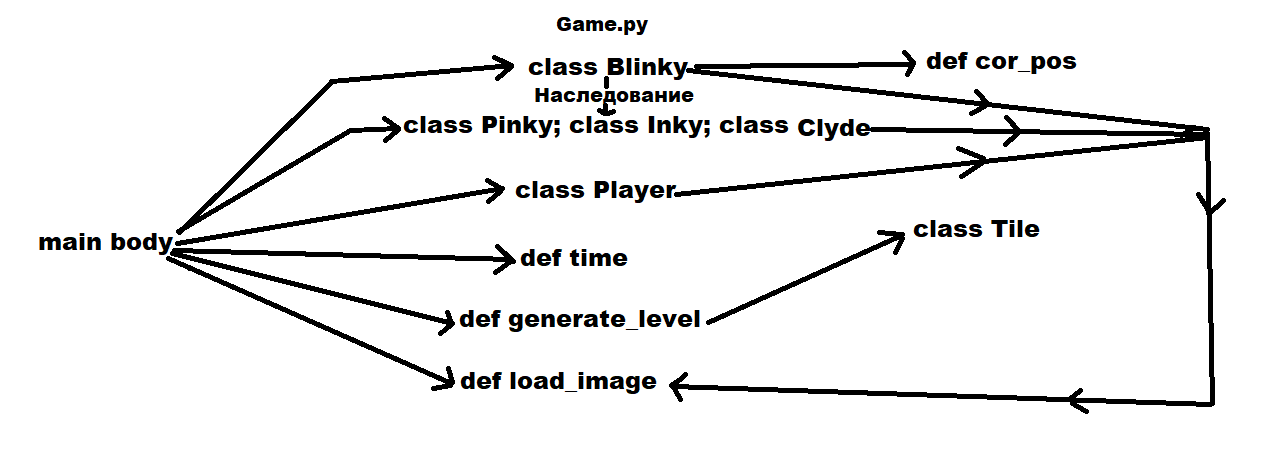 Game.py
class Blinky
def cor_pos
Наследование
class Pinky; class Inky; class Clyde
class Player
class Tile
main body
def time
def generate_level
def load_image